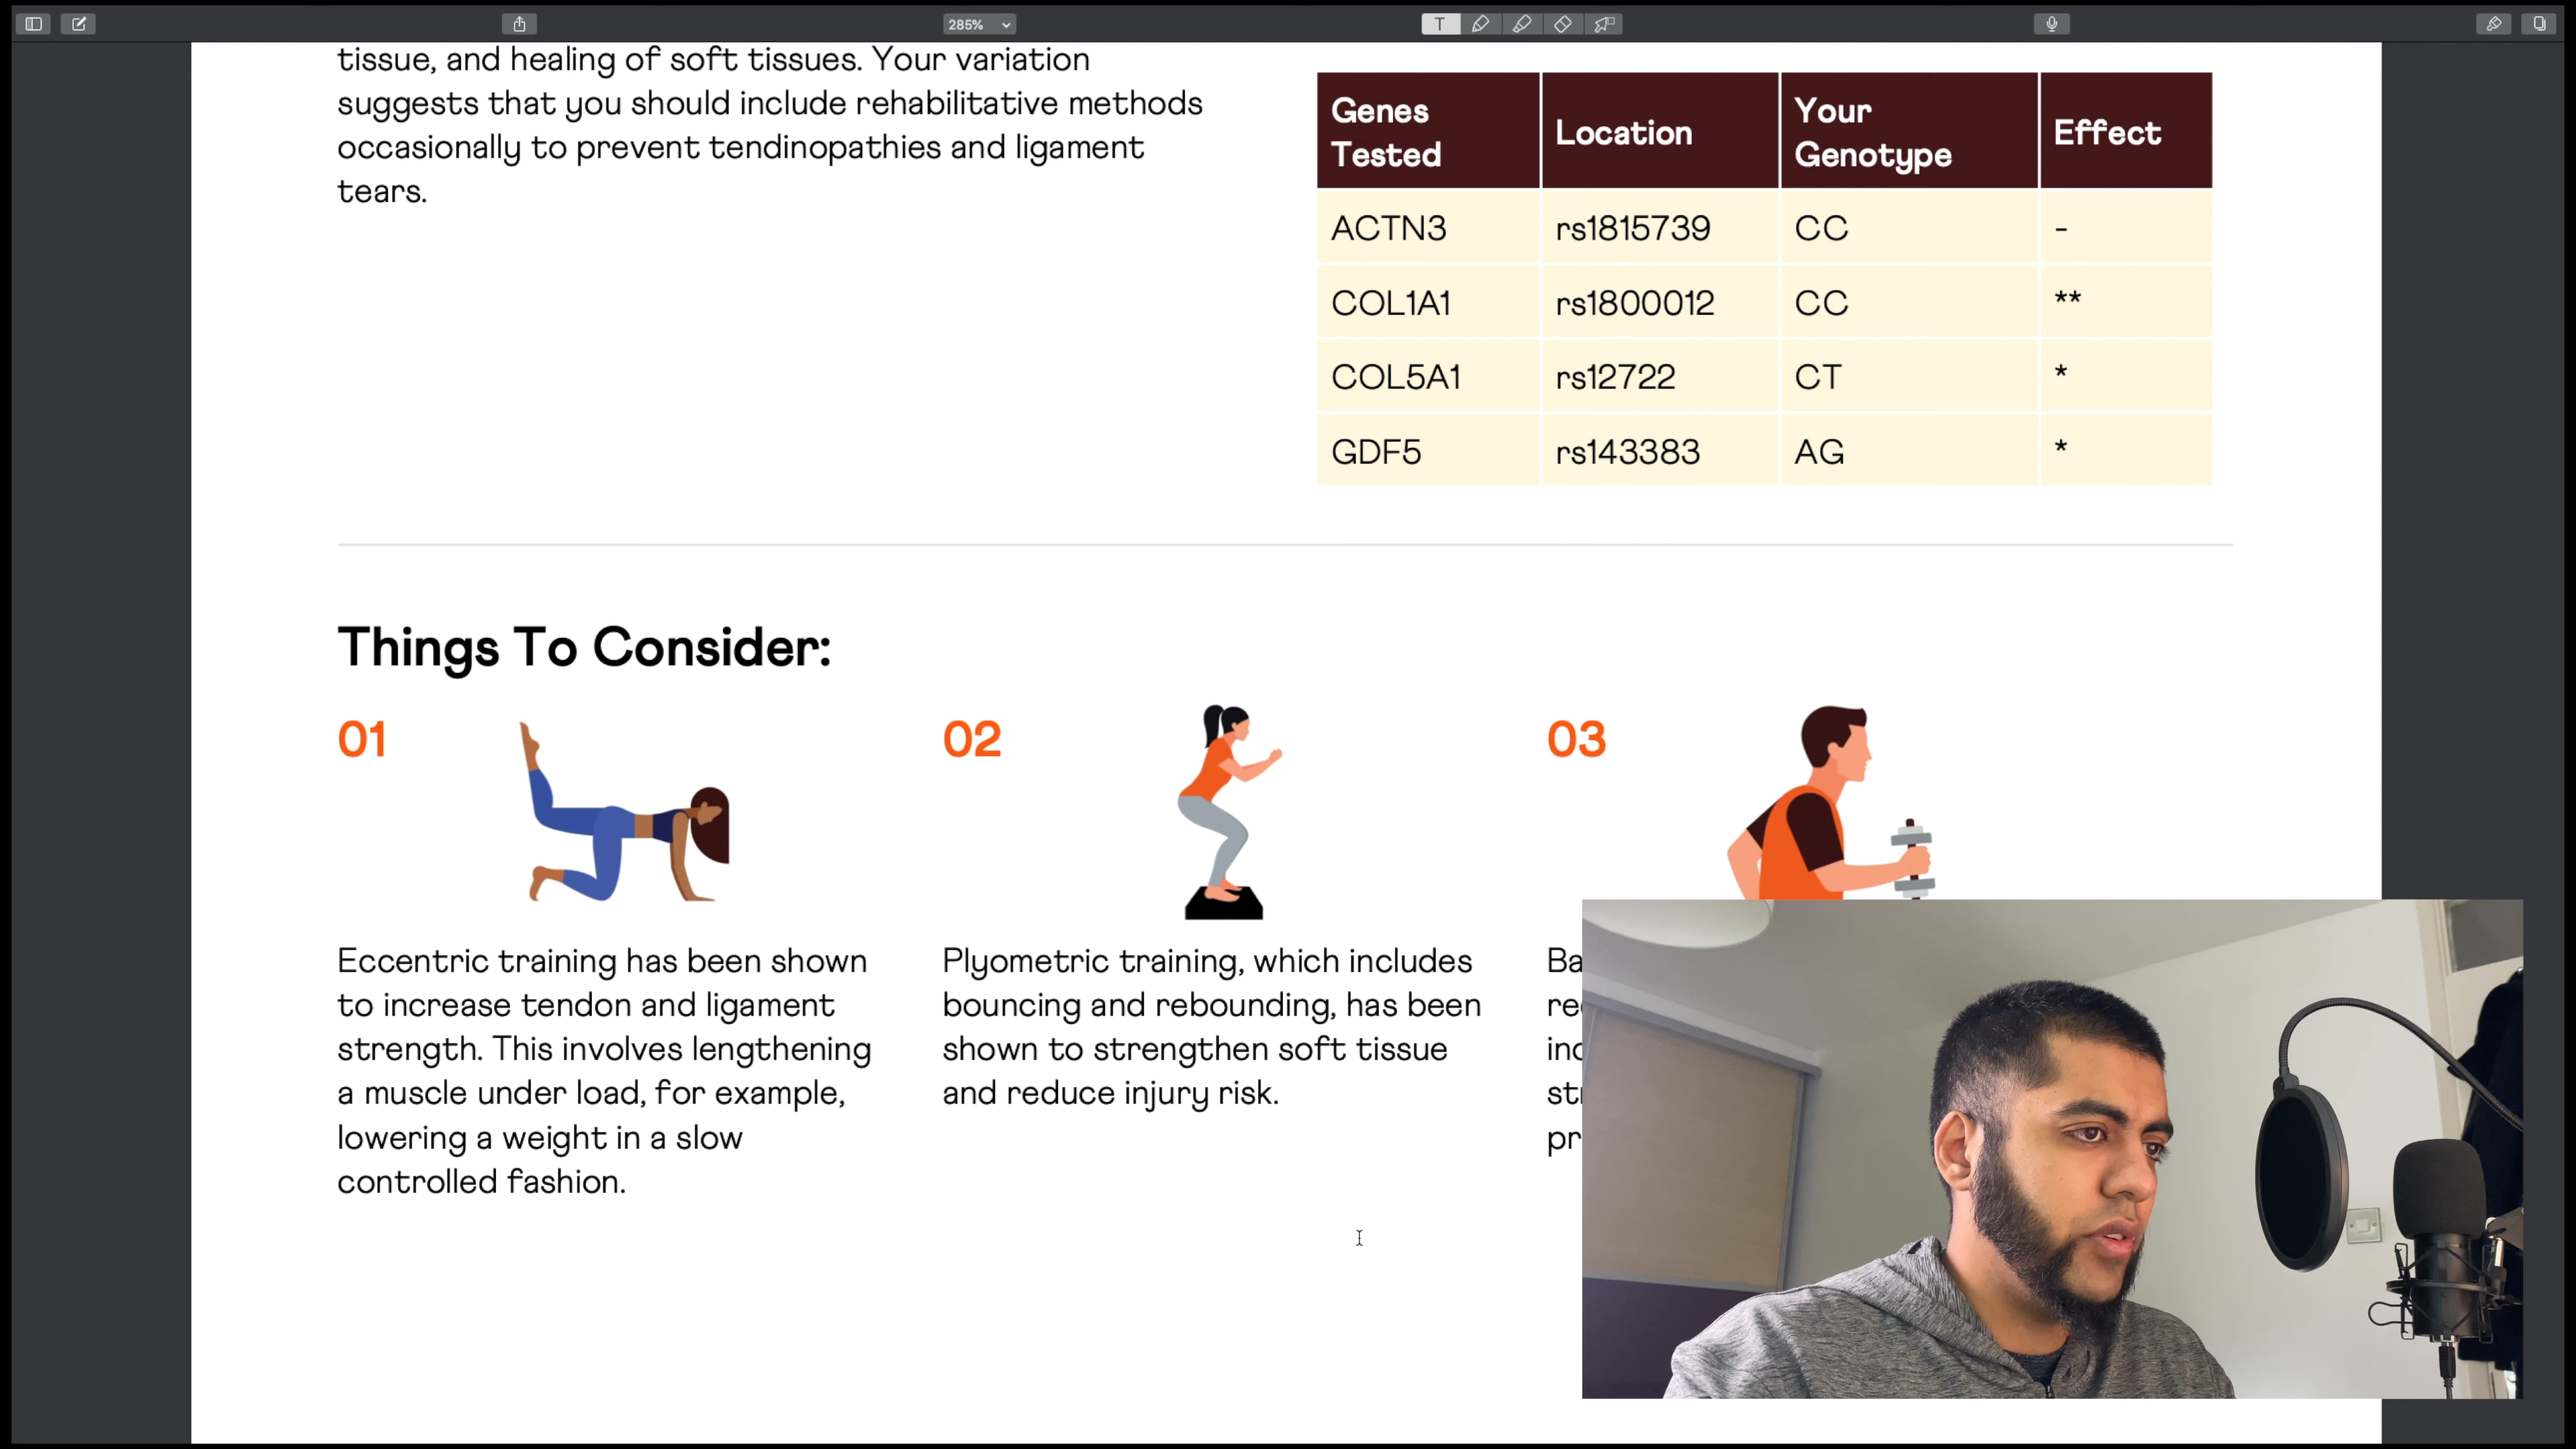 285%
T
tissue, and healing of soft tissues. Your variation
suggests that you should include rehabilitative methods
occasionally to prevent tendinopathies and ligament
tears.
Genes Tested Location Your Genotype Effect
ACTN3 rs1815739 CC -
COL1A1 rs1800012 CC **
COL5A1 rs12722 CT *
GDF5 rs143383 AG *
Things To Consider:
01
Eccentric training has been shown
to increase tendon and ligament
strength. This involves lengthening
a muscle under load, for example,
lowering a weight in a slow
controlled fashion.
02
Plyometric training, which includes
bouncing and rebounding, has been
shown to strengthen soft tissue
and reduce injury risk.
03